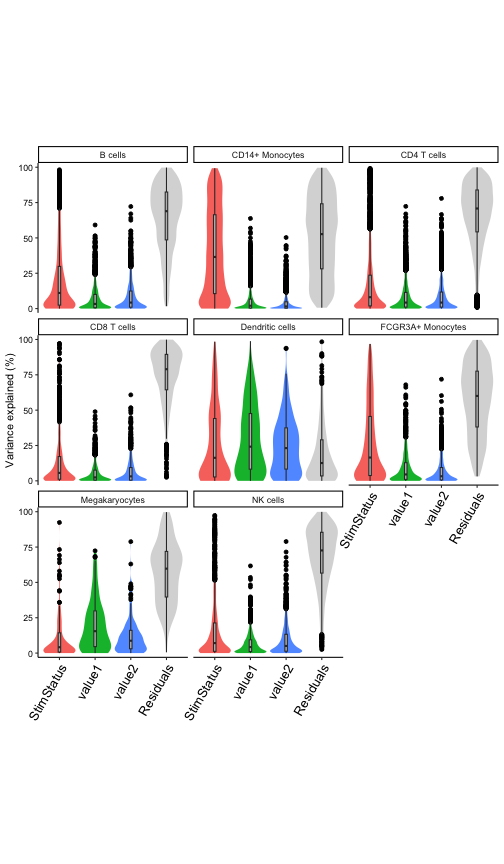 B cells
CD14+ Monocytes
CD4 T cells
100
75
50
25
0
CD8 T cells
Dendritic cells
FCGR3A+ Monocytes
Variance explained (%)
100
75
50
25
0
Megakaryocytes
NK cells
StimStatus
value1
value2
Residuals
100
75
50
25
0
StimStatus
value1
value2
Residuals
StimStatus
value1
value2
Residuals